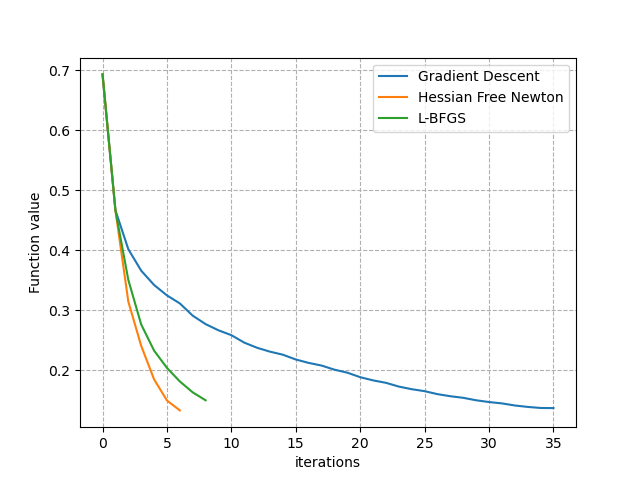 Gradient Descent
Hessian Free Newton
L-BFGS
0.7
0.6
0.5
0.4
0.3
0.2
Function value
0 5 10 15 20 25 30 35
iterations